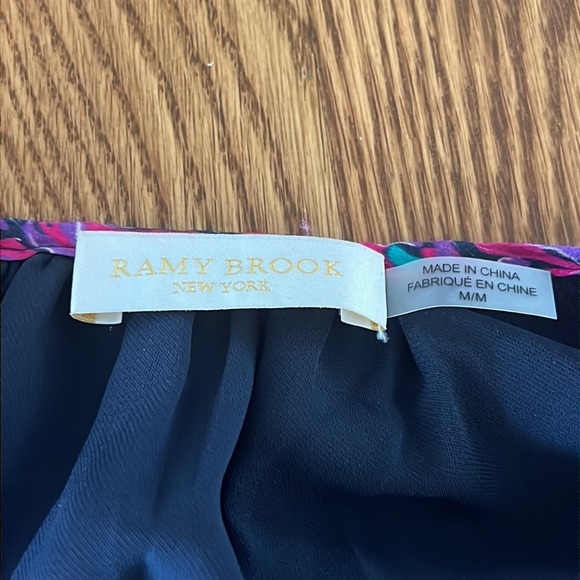 RAMY BROOK
NEW YORK
MADE IN CHINA
FABRIQUÉ EN CHINE
M/M